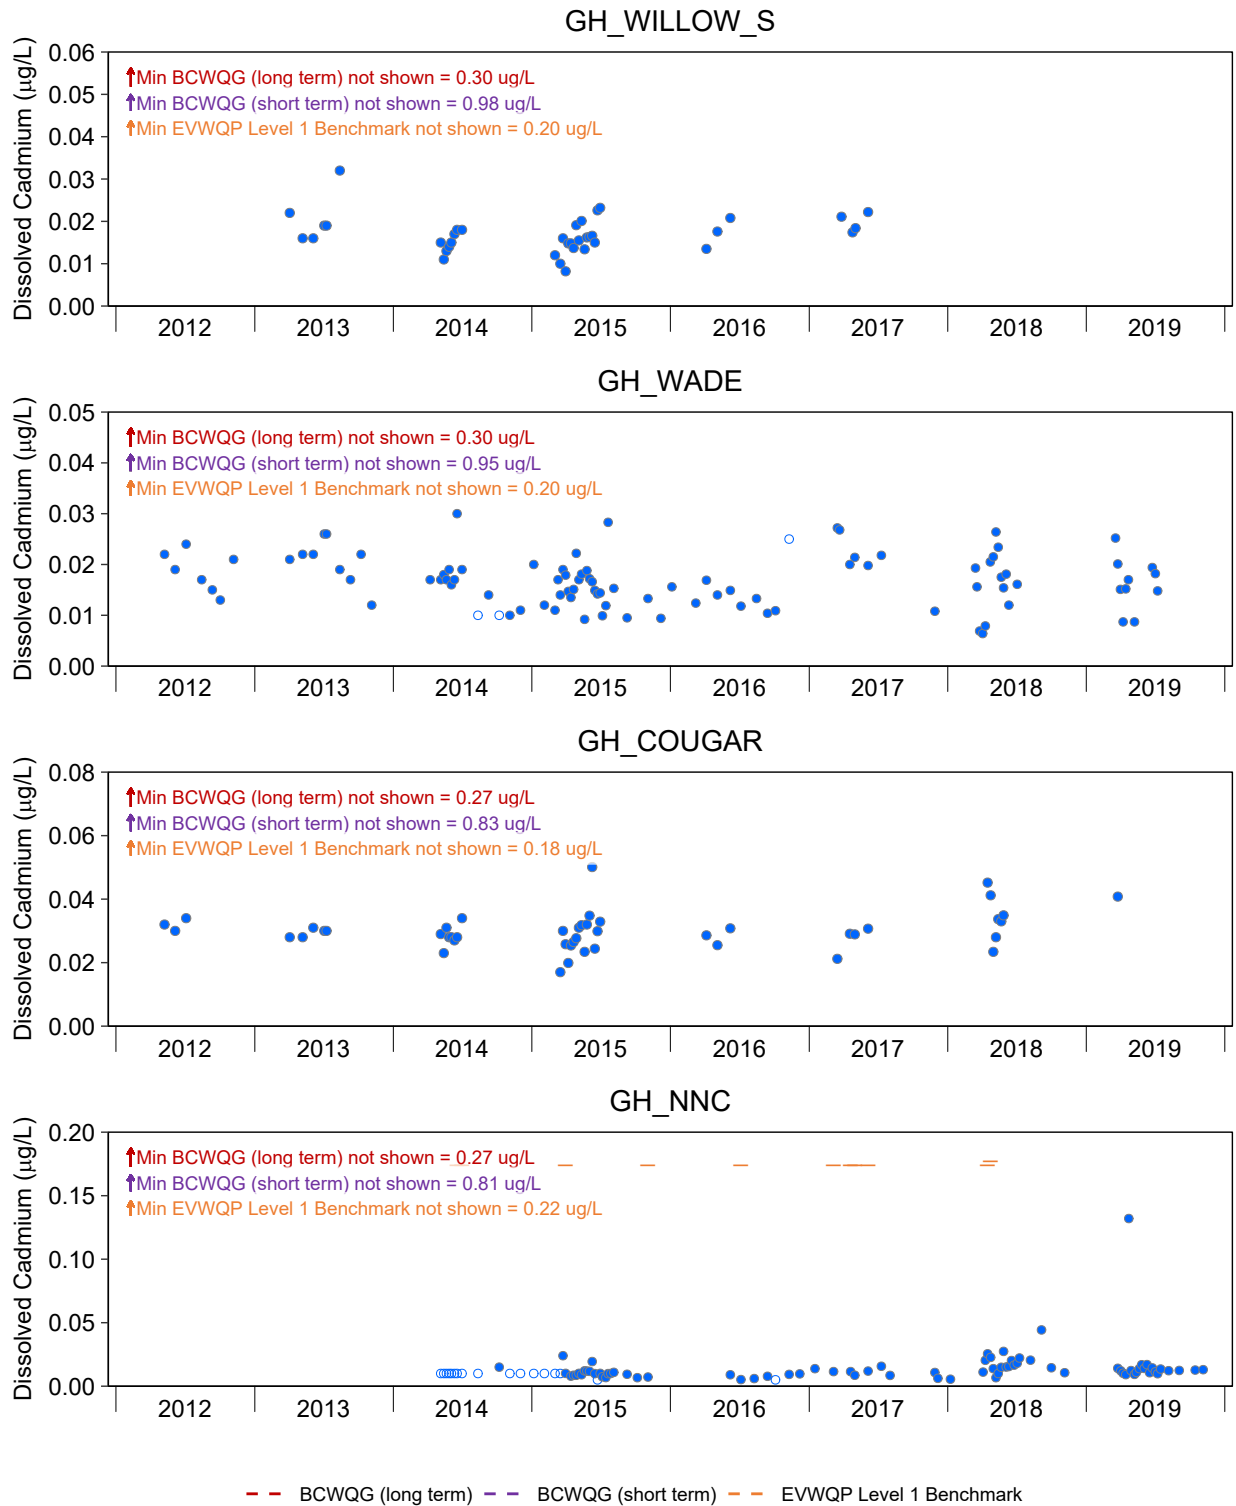 GH_WILLOW_S
Dissolved Cadmium (µg/L)
0.06
0.05
0.04
0.03
0.02
0.01
0.00
Min BCWQG (long term) not shown = 0.30 ug/L
Min BCWQG (short term) not shown = 0.98 ug/L
Min EVWQP Level 1 Benchmark not shown = 0.20 ug/L
2012 2013 2014 2015 2016 2017 2018 2019
GH_WADE
Dissolved Cadmium (µg/L)
0.05
0.04
0.03
0.02
0.01
0.00
Min BCWQG (long term) not shown = 0.30 ug/L
Min BCWQG (short term) not shown = 0.95 ug/L
Min EVWQP Level 1 Benchmark not shown = 0.20 ug/L
2012 2013 2014 2015 2016 2017 2018 2019
GH_COUGAR
Dissolved Cadmium (µg/L)
0.08
0.06
0.04
0.02
0.00
Min BCWQG (long term) not shown = 0.27 ug/L
Min BCWQG (short term) not shown = 0.83 ug/L
Min EVWQP Level 1 Benchmark not shown = 0.18 ug/L
2012 2013 2014 2015 2016 2017 2018 2019
GH_NNC
Dissolved Cadmium (µg/L)
0.20
0.15
0.10
0.05
0.00
Min BCWQG (long term) not shown = 0.27 ug/L
Min BCWQG (short term) not shown = 0.81 ug/L
Min EVWQP Level 1 Benchmark not shown = 0.22 ug/L
2012 2013 2014 2015 2016 2017 2018 2019
BCWQG (long term) BCWQG (short term) EVWQP Level 1 Benchmark